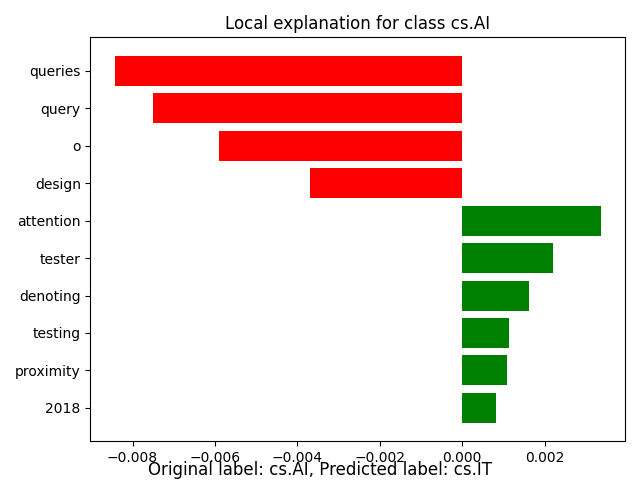 Local explanation for class cs.AI
queries
query
o
design
attention
tester
denoting
testing
proximity
2018
−0.008 −0.006 −0.004 −0.002 0.000 0.002
Original label: cs.AI, Predicted label: cs.IT